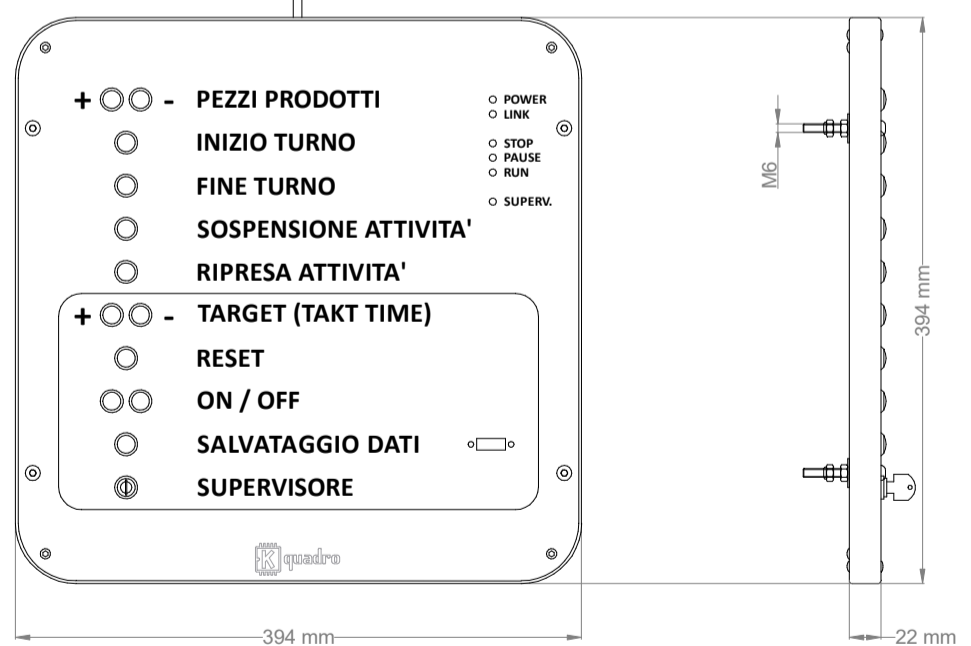 + - PEZZI PRODOTTI
INIZIO TURNO
FINE TURNO
SOSPENSIONE ATTIVITA'
RIPRESA ATTIVITA'
+ - TARGET (TAKT TIME)
RESET
ON / OFF
SALVATAGGIO DATI
SUPERVISORE
POWER
LINK
STOP
PAUSE
RUN
SUPERV.
K quadro
M6
394 mm
394 mm
22 mm